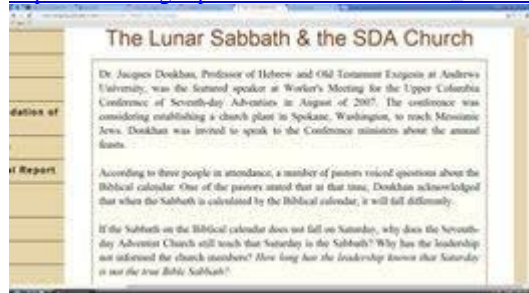 The Lunar Sabbath & the SDA Church
Dr. Jacques Doukhan, Professor of Hebrew and Old Testament Exegesis at Andrews
University, was the featured speaker at Worker's Meeting for the Upper Columbia
Conference of Seventh-day Adventists in August of 2007. The conference was
considering establishing a church plant in Spokane, Washington, to reach Messianic
dation of
Jews. Doukhan was invited to speak to the Conference ministers about the annual
feasts.
al Report
According to three people in attendance, a number of pastors voiced questions about the
Biblical calendar. One of the pastors stated that at that time, Doukhan acknowledged
that when the Sabbath is calculated by the Biblical calendar, it will fall differently.
If the Sabbath on the Biblical calendar does not fall on Saturday, why does the Seventh-
day Adventist Church still teach that Saturday is the Sabbath? Why has the leadership
not informed the church members? How long has the leadership known that Saturday
is not the true Bible Sabbath?